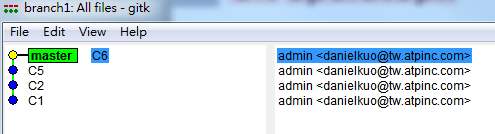 branch1: All files - gitk
File Edit View Help
master C6 admin <danielkuo@tw.atpinc.com>
C5 admin <danielkuo@tw.atpinc.com>
C2 admin <danielkuo@tw.atpinc.com>
C1 admin <danielkuo@tw.atpinc.com>